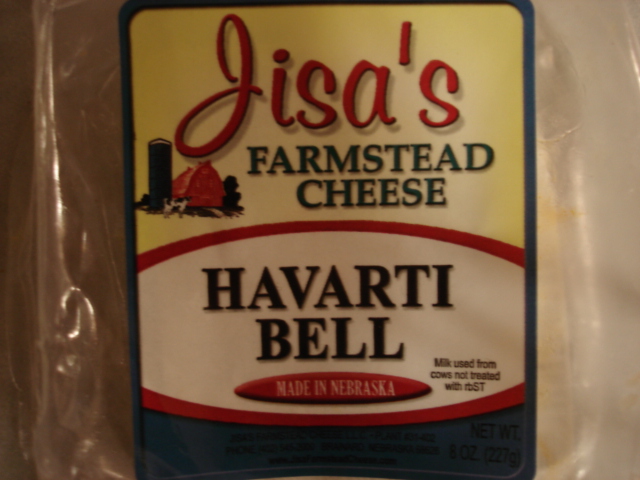 Jisa's
FARMSTEAD
CHEESE
HAVARTI
BELL
Milk used from
cows not treated
with rbST
MADE IN NEBRASKA
NET WT.
8 OZ. (227g)